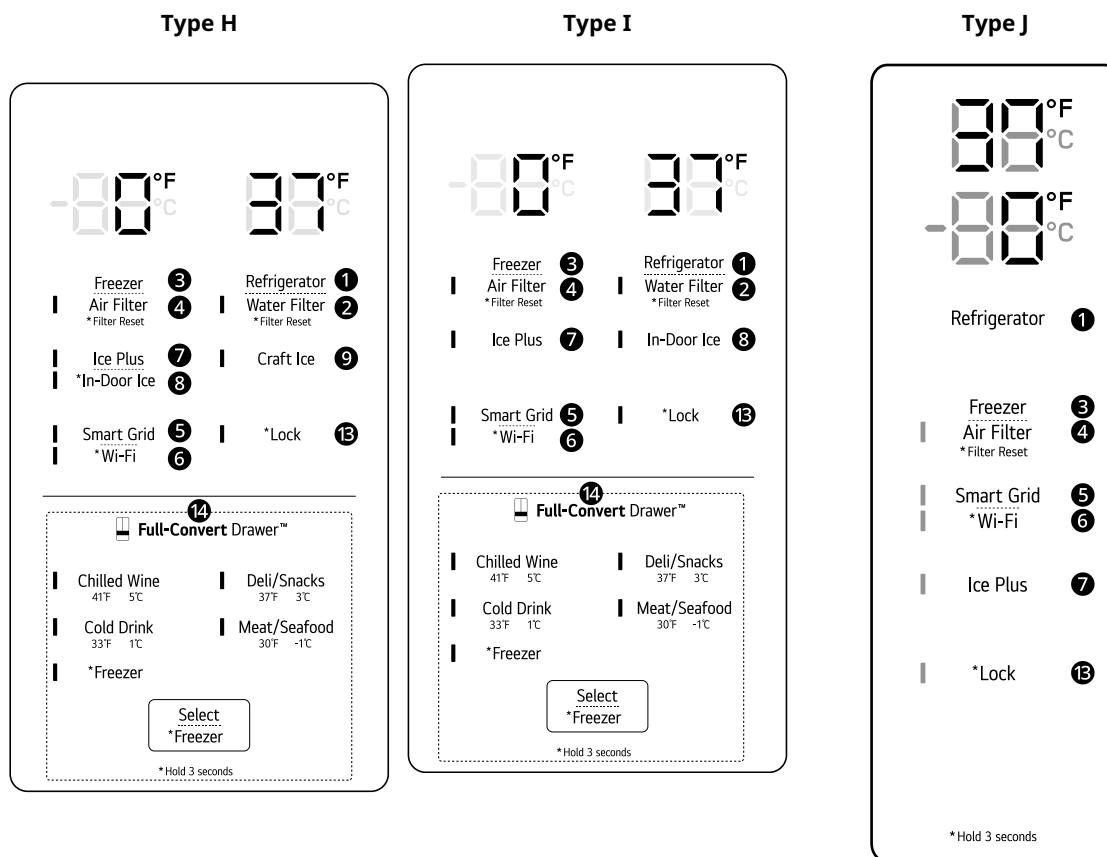 Type H
0 °F °C 37 °F °C
Freezer 3 Refrigerator 1
Air Filter 4 Water Filter 2
*Filter Reset *Filter Reset
Ice Plus 7 Craft Ice 9
*In-Door Ice 8
Smart Grid 5 *Lock 13
*Wi-Fi 6
14
Full-Convert Drawer™
Chilled Wine Deli/Snacks
41°F 5°C 37°F 3°C
Cold Drink Meat/Seafood
33°F 1°C 30°F -1°C
*Freezer
Select
*Freezer
*Hold 3 seconds
Type I
0 °F 37 °F
°C °C
Freezer 3 Refrigerator 1
Air Filter 4 Water Filter 2
*Filter Reset *Filter Reset
Ice Plus 7 In-Door Ice 8
Smart Grid 5 *Lock 13
*Wi-Fi 6
14
Full-Convert Drawer™
Chilled Wine Deli/Snacks
41°F 5°C 37°F 3°C
Cold Drink Meat/Seafood
33°F 1°C 30°F -1°C
*Freezer
Select
*Freezer
*Hold 3 seconds
Type J
37 °F
°C
0 °F
°C
Refrigerator 1
Freezer 3
Air Filter 4
*Filter Reset
Smart Grid 5
*Wi-Fi 6
Ice Plus 7
*Lock 13
*Hold 3 seconds